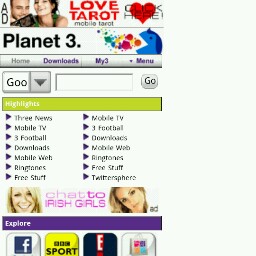 AD
LOVE
TAROT
mobile tarot
CLICK
HERE!
Planet 3.
Home Downloads My3 Menu
Goo Go
Highlights
Three News Mobile TV
Mobile TV 3 Football
3 Football Downloads
Downloads Mobile Web
Mobile Web Ringtones
Ringtones Free Stuff
Free Stuff Twittersphere
chat to
IRISH GIRLS
ad
Explore
f BBC
SPORT
E